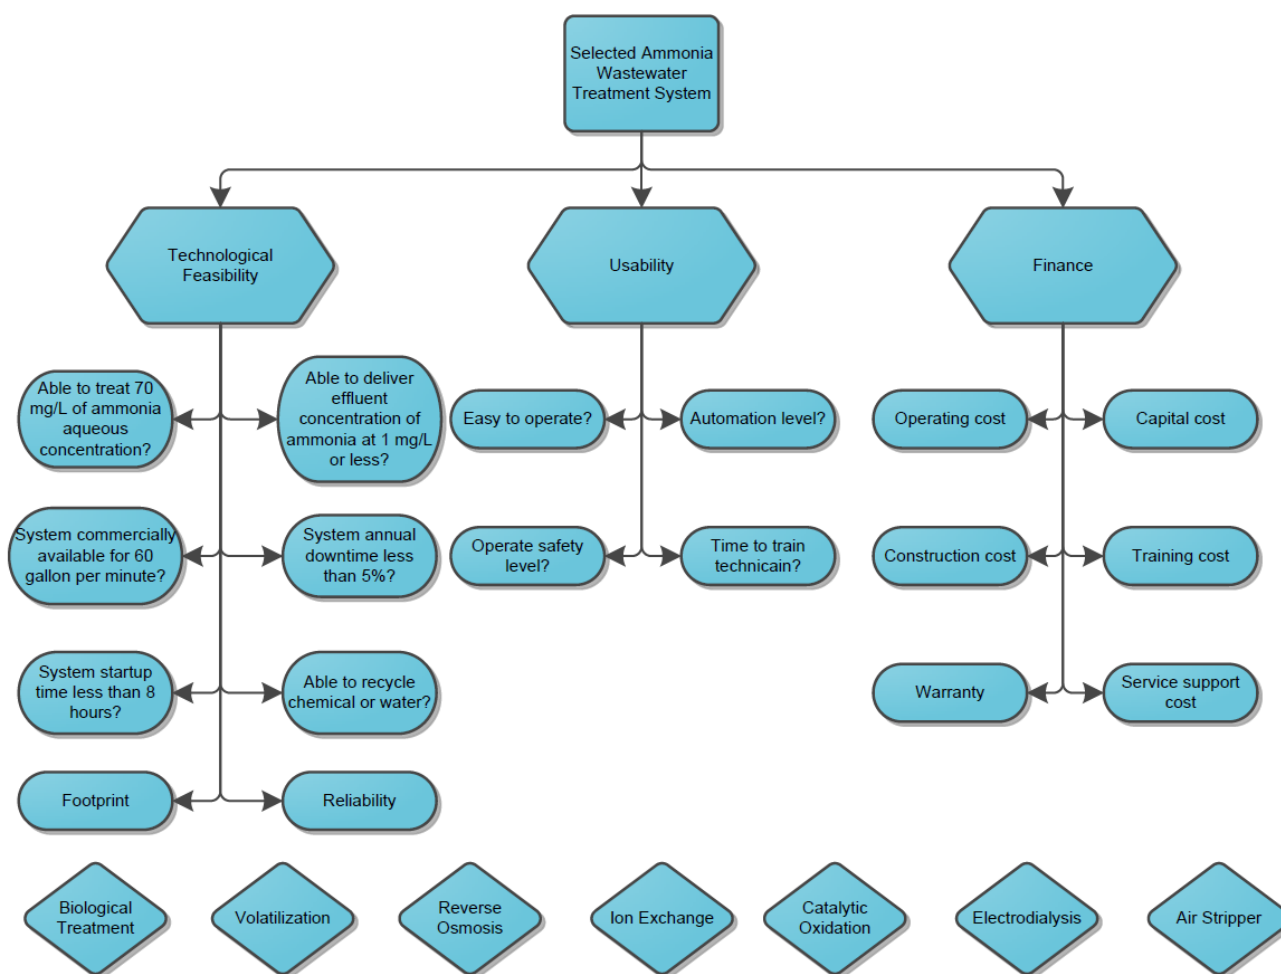 Selected Ammonia
Wastewater
Treatment System
Technological
Feasibility
Usability
Finance
Able to treat 70
mg/L of ammonia
aqueous
concentration?
Able to deliver
effluent
concentration of
ammonia at 1 mg/L
or less?
Easy to operate?
Automation level?
Operating cost
Capital cost
System commercially
available for 60
gallon per minute?
System annual
downtime less
than 5%?
Operate safety
level?
Time to train
technicain?
Construction cost
Training cost
System startup
time less than 8
hours?
Able to recycle
chemical or water?
Warranty
Service support
cost
Footprint
Reliability
Biological
Treatment
Volatilization
Reverse
Osmosis
Ion Exchange
Catalytic
Oxidation
Electrodialysis
Air Stripper